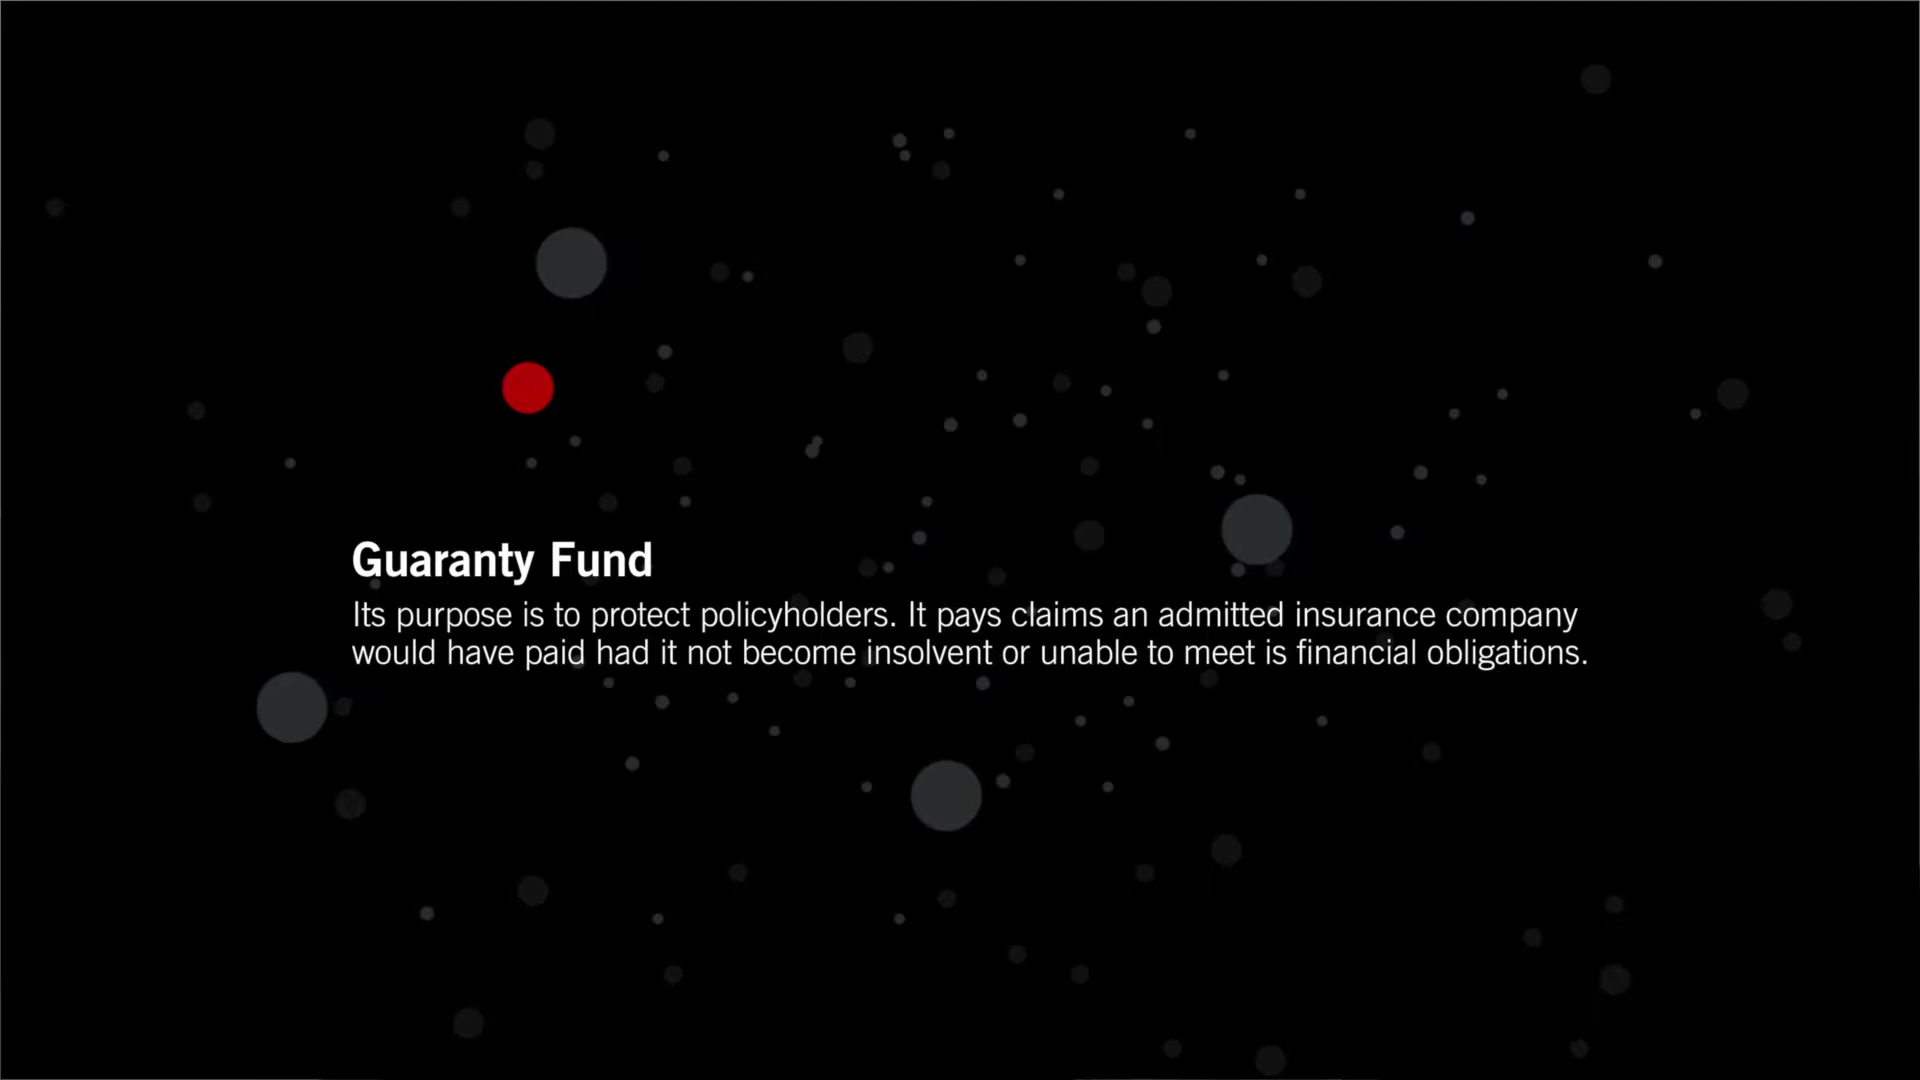 Guaranty Fund
Its purpose is to protect policyholders. It pays claims an admitted insurance company
would have paid had it not become insolvent or unable to meet is financial obligations.